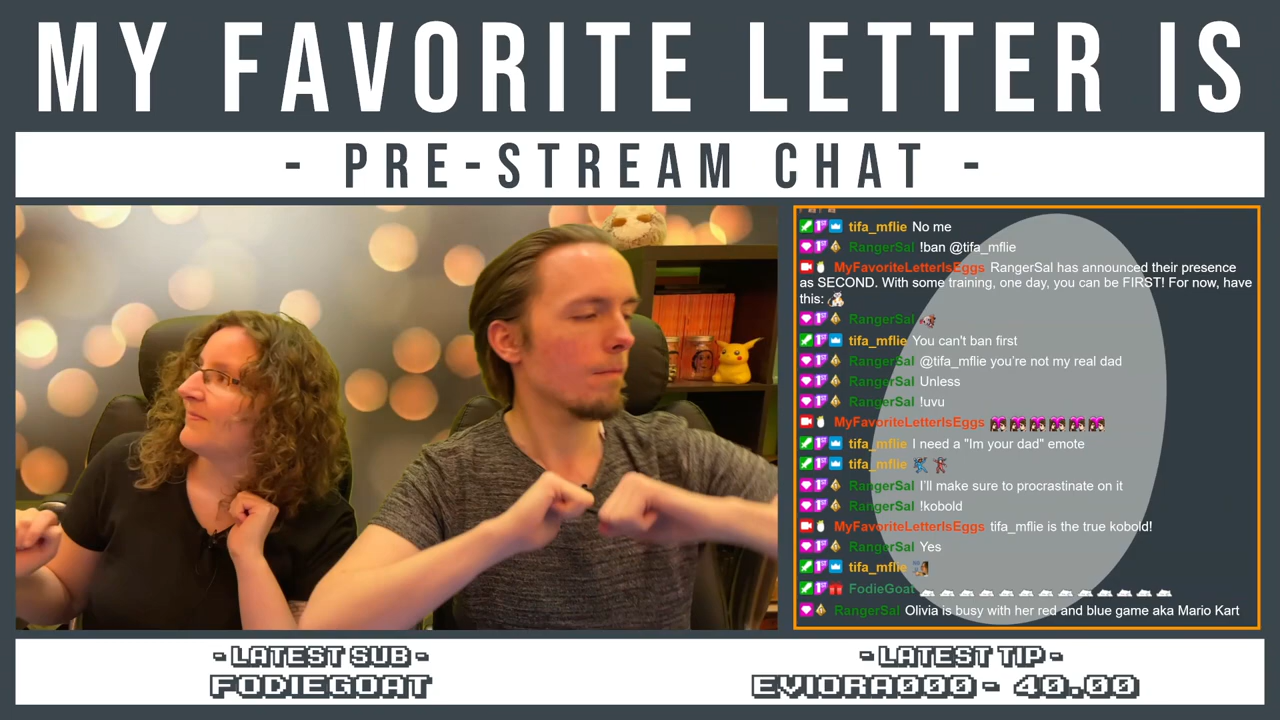 MY FAVORITE LETTER IS
- PRE-STREAM CHAT -
tifa_mflie No me
RangerSal !ban @tifa_mflie
MyFavoriteLetterIsEggs RangerSal has announced their presence
as SECOND. With some training, one day, you can be FIRST! For now, have
this:
RangerSal
tifa_mflie You can't ban first
RangerSal @tifa_mflie you're not my real dad
RangerSal Unless
RangerSal !uvu
MyFavoriteLetterIsEggs
tifa_mflie I need a "Im your dad" emote
tifa_mflie
RangerSal I'll make sure to procrastinate on it
RangerSal !kobold
MyFavoriteLetterIsEggs tifa_mflie is the true kobold!
RangerSal Yes
tifa_mflie
FodieGoat
RangerSal Olivia is busy with her red and blue game aka Mario Kart
- LATEST SUB -
FODIEGOAT
- LATEST TIP -
EVIORA000 - 40.00